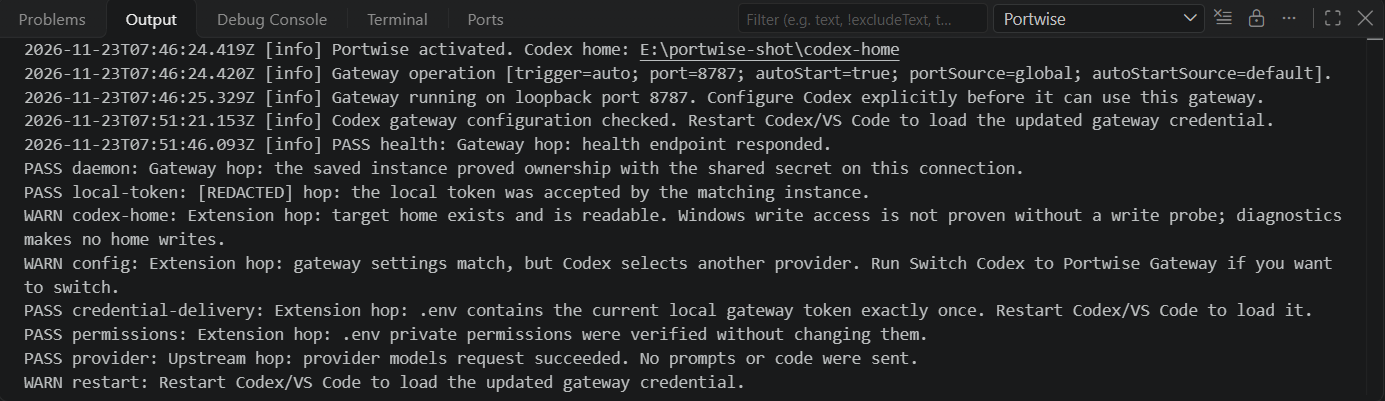 Problems Output Debug Console Terminal Ports Filter (e.g. text, !excludeText, t... Portwise
2026-11-23T07:46:24.419Z [info] Portwise activated. Codex home: E:\portwise-shot\codex-home
2026-11-23T07:46:24.420Z [info] Gateway operation [trigger=auto; port=8787; autoStart=true; portSource=global; autoStartSource=default].
2026-11-23T07:46:25.329Z [info] Gateway running on loopback port 8787. Configure Codex explicitly before it can use this gateway.
2026-11-23T07:51:21.153Z [info] Codex gateway configuration checked. Restart Codex/VS Code to load the updated gateway credential.
2026-11-23T07:51:46.093Z [info] PASS health: Gateway hop: health endpoint responded.
PASS daemon: Gateway hop: the saved instance proved ownership with the shared secret on this connection.
PASS local-token: [REDACTED] hop: the local token was accepted by the matching instance.
WARN codex-home: Extension hop: target home exists and is readable. Windows write access is not proven without a write probe; diagnostics
makes no home writes.
WARN config: Extension hop: gateway settings match, but Codex selects another provider. Run Switch Codex to Portwise Gateway if you want
to switch.
PASS credential-delivery: Extension hop: .env contains the current local gateway token exactly once. Restart Codex/VS Code to load it.
PASS permissions: Extension hop: .env private permissions were verified without changing them.
PASS provider: Upstream hop: provider models request succeeded. No prompts or code were sent.
WARN restart: Restart Codex/VS Code to load the updated gateway credential.